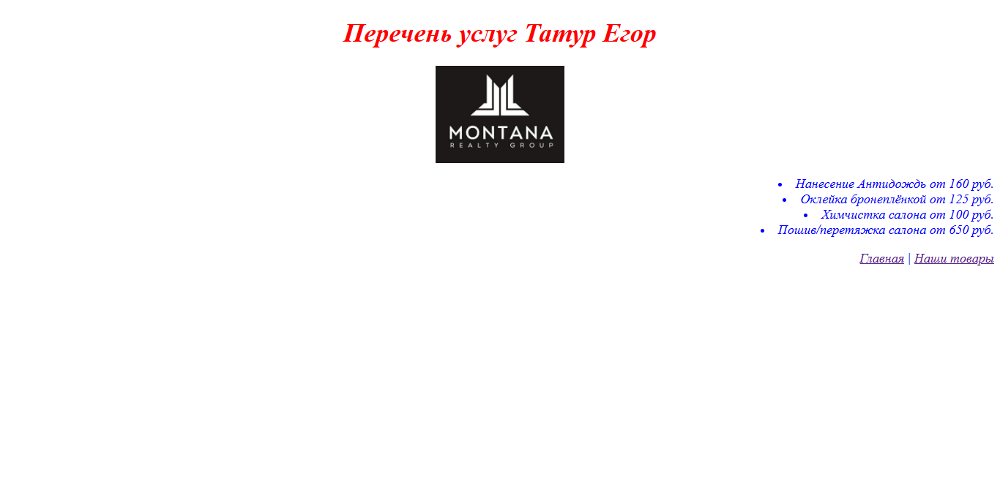 Перечень услуг Татур Егор
MONTANA
REALTY GROUP
• Нанесение Антидождь от 160 руб.
• Оклейка бронеплёнкой от 125 руб.
• Химчистка салона от 100 руб.
• Пошив/перетяжка салона от 650 руб.
Главная | Наши товары